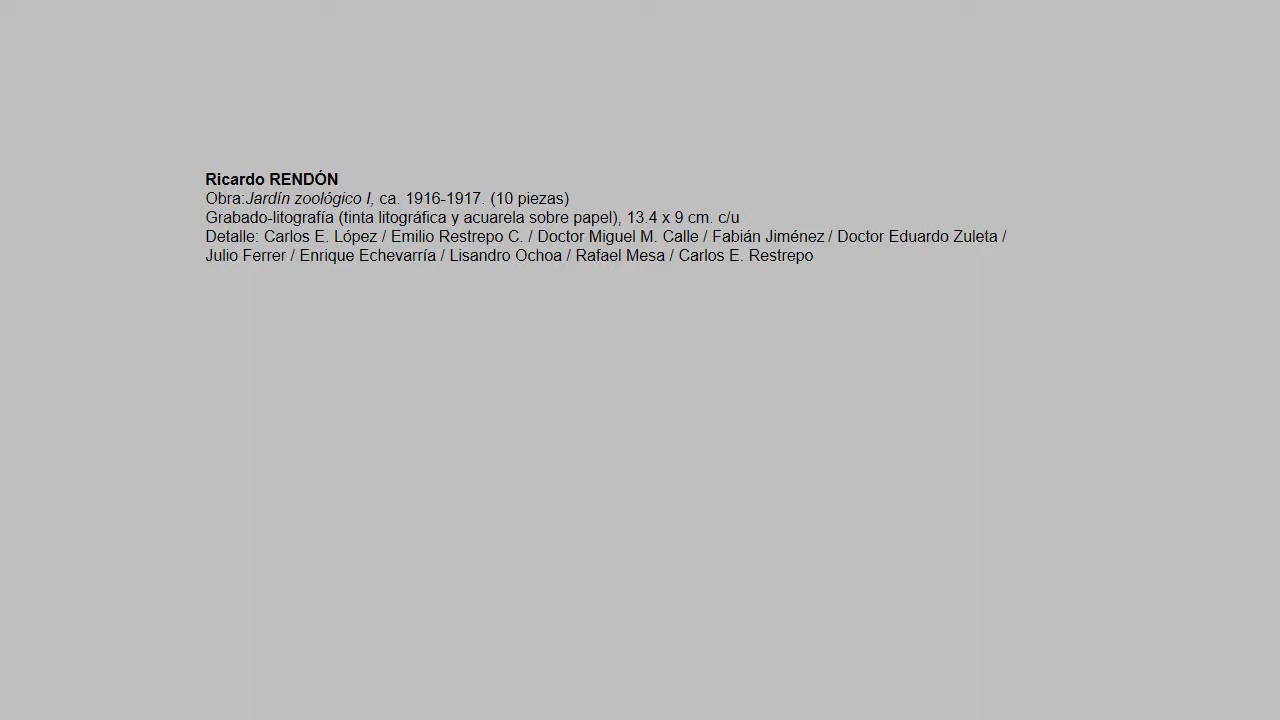 Ricardo RENDÓN
Obra:Jardín zoológico I, ca. 1916-1917. (10 piezas)
Grabado-litografía (tinta litográfica y acuarela sobre papel), 13.4 x 9 cm. c/u
Detalle: Carlos E. López / Emilio Restrepo C. / Doctor Miguel M. Calle / Fabián Jiménez / Doctor Eduardo Zuleta /
Julio Ferrer / Enrique Echevarría / Lisandro Ochoa / Rafael Mesa / Carlos E. Restrepo